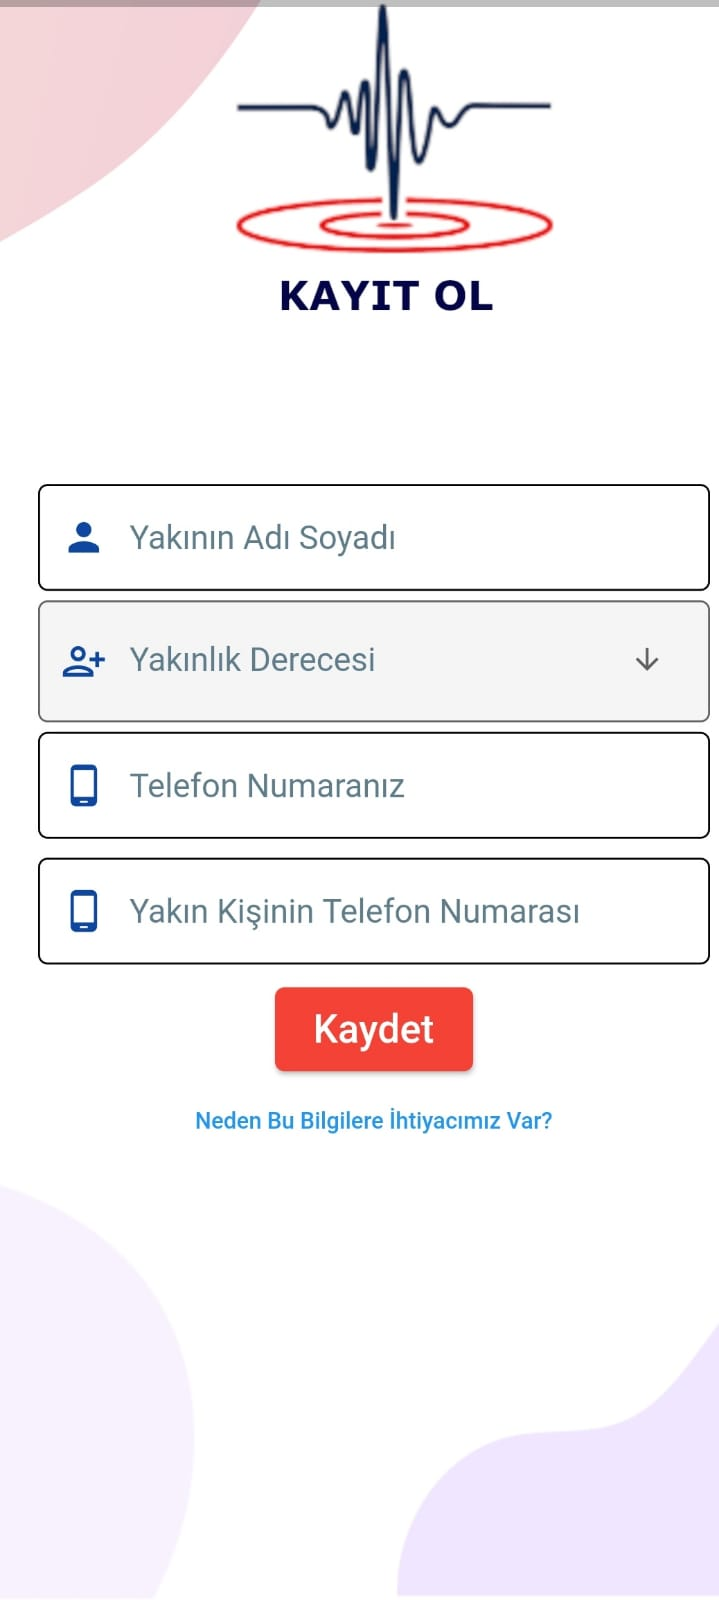 KAYIT OL
Yakının Adı Soyadı
Yakınlık Derecesi
Telefon Numaranız
Yakın Kişinin Telefon Numarası
Kaydet
Neden Bu Bilgilere İhtiyacımız Var?